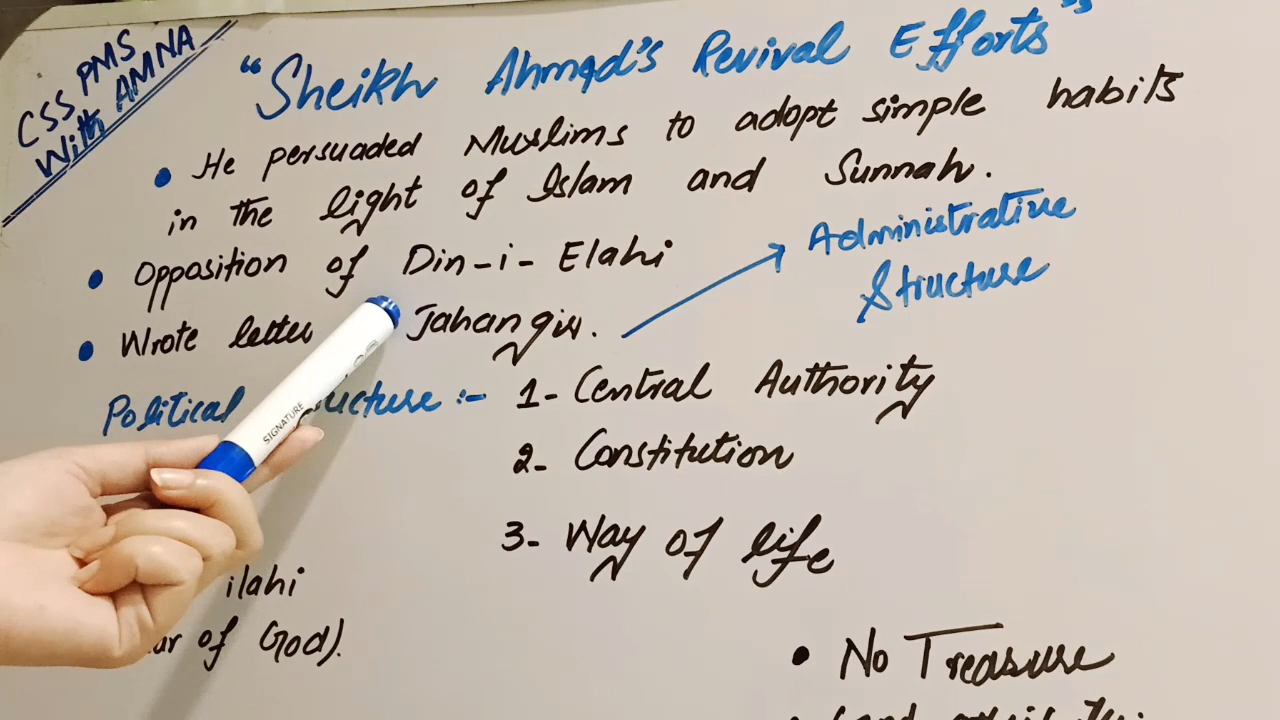 CSS PMS
With AMNA
"Sheikh Ahmad's Revival Efforts"
• He persuaded Muslims to adopt simple habits
in the light of Islam and Sunnah.
• Opposition of Din-i-Elahi
• Wrote letter Jahangir.
Administrative
Structure
Political :- 1- Central Authority
2- Constitution
3- Way of life
ilahi
of God).
• No Treasure
SIGNATURE